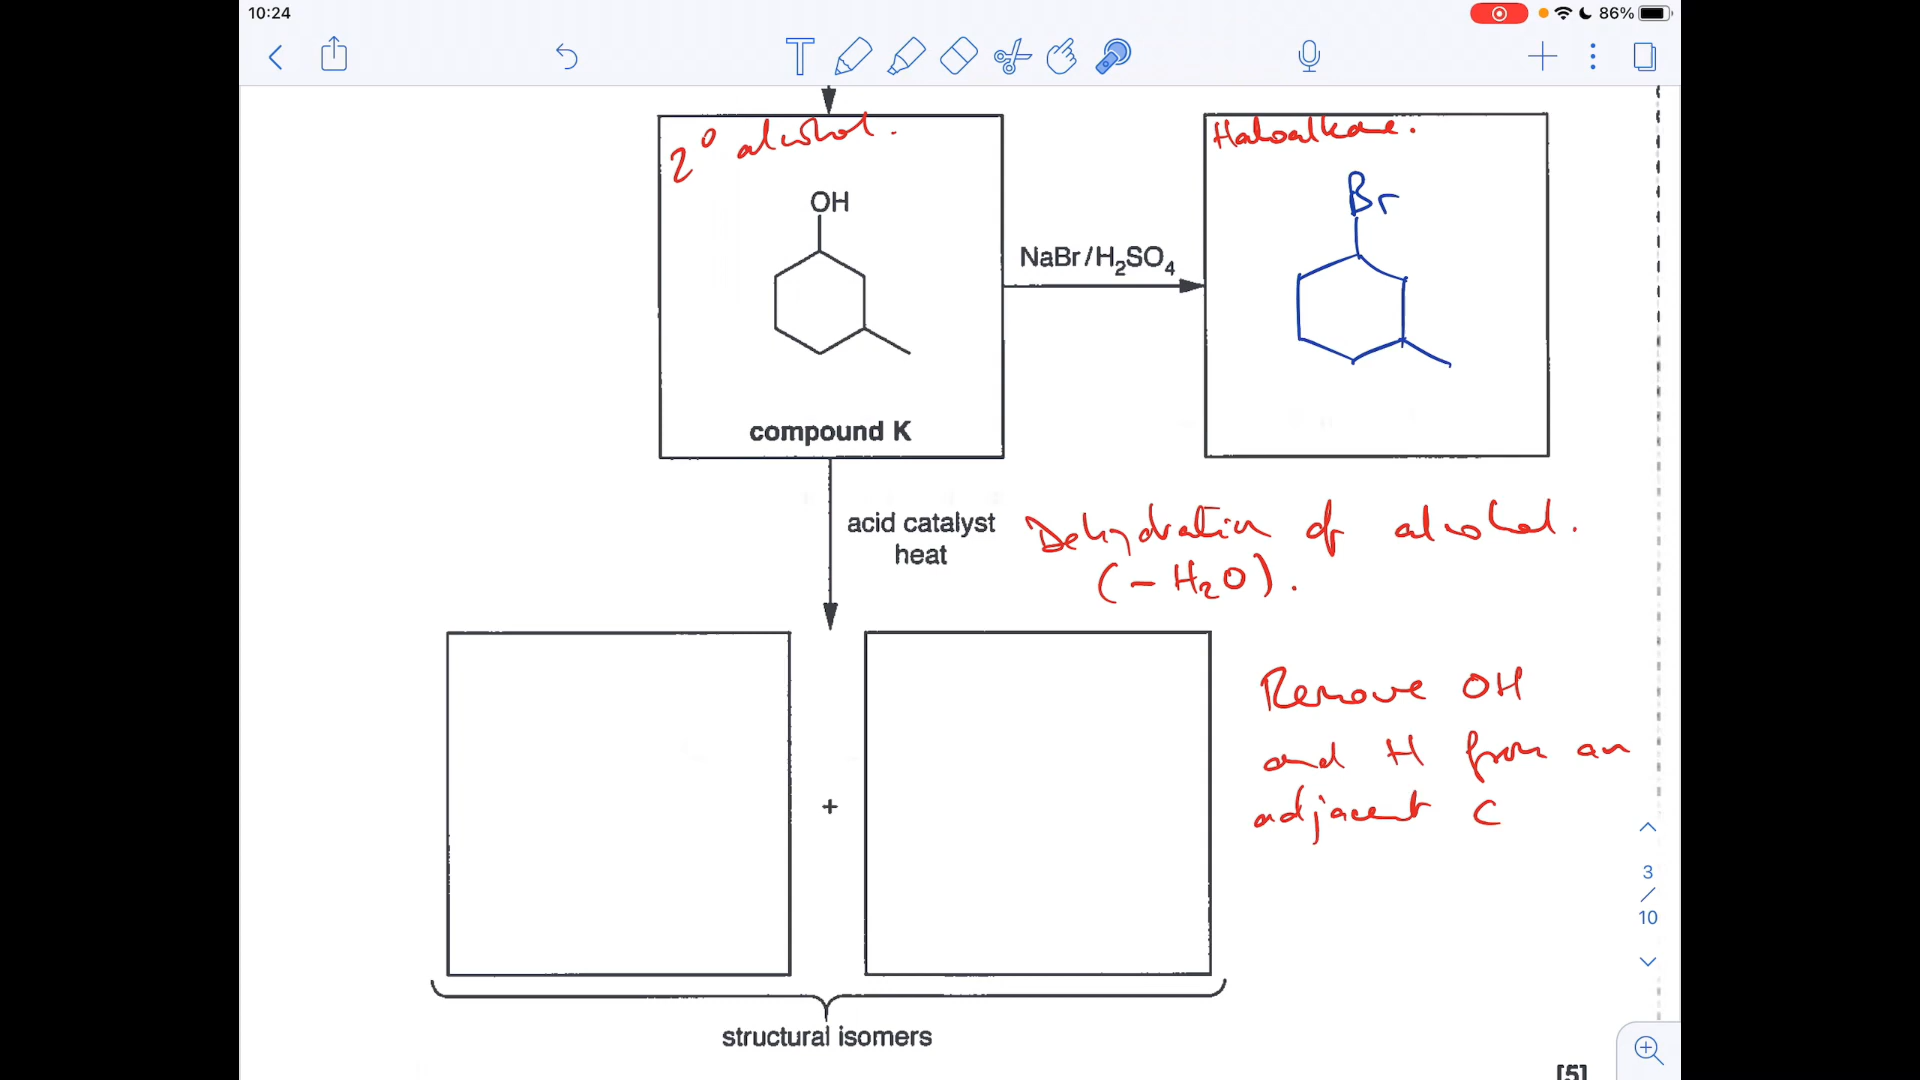 10:24
86%
2° alcohol.
Haloalkane.
OH
Br
NaBr/H₂SO₄
compound K
acid catalyst
heat
Dehydration of alcohol.
(- H₂O).
Remove OH
and H from an
adjacent C
+
3
/
10
structural isomers
[5]